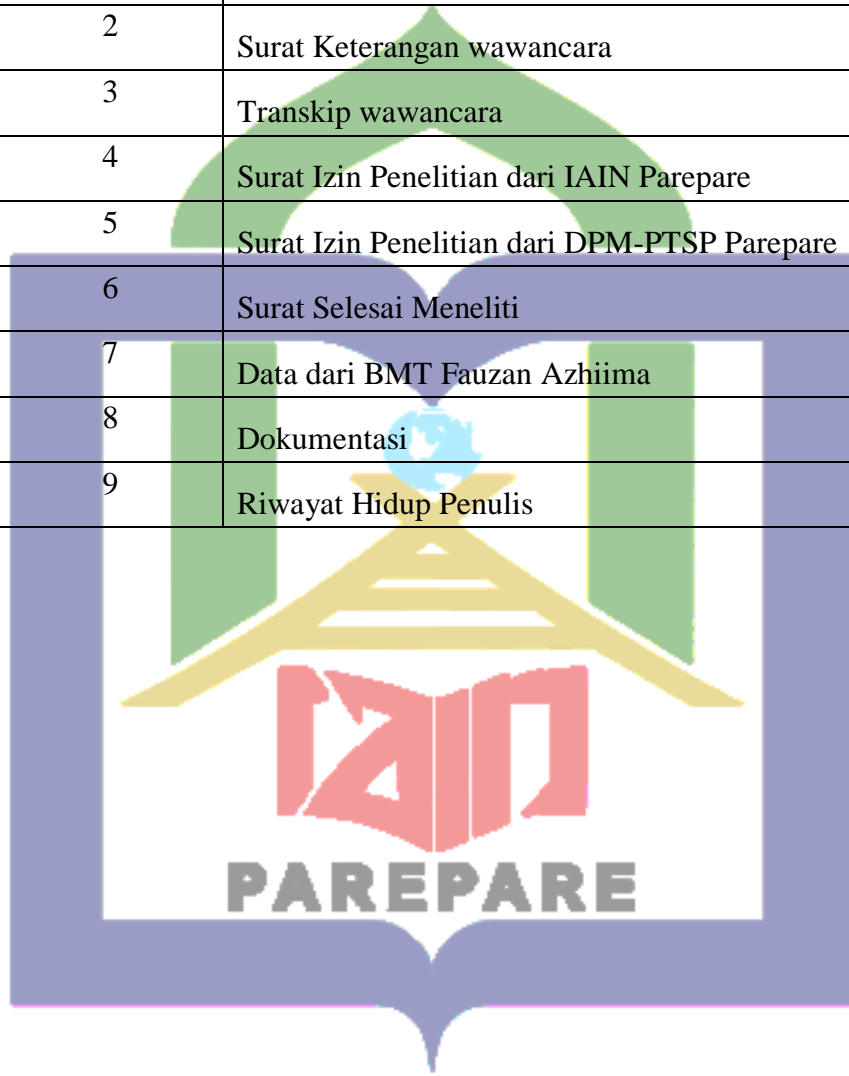 2
Surat Keterangan wawancara
3
Transkip wawancara
4
Surat Izin Penelitian dari IAIN Parepare
5
Surat Izin Penelitian dari DPM-PTSP Parepare
6
Surat Selesai Meneliti
7
Data dari BMT Fauzan Azhiima
8
Dokumentasi
9
Riwayat Hidup Penulis
iain
PAREPARE